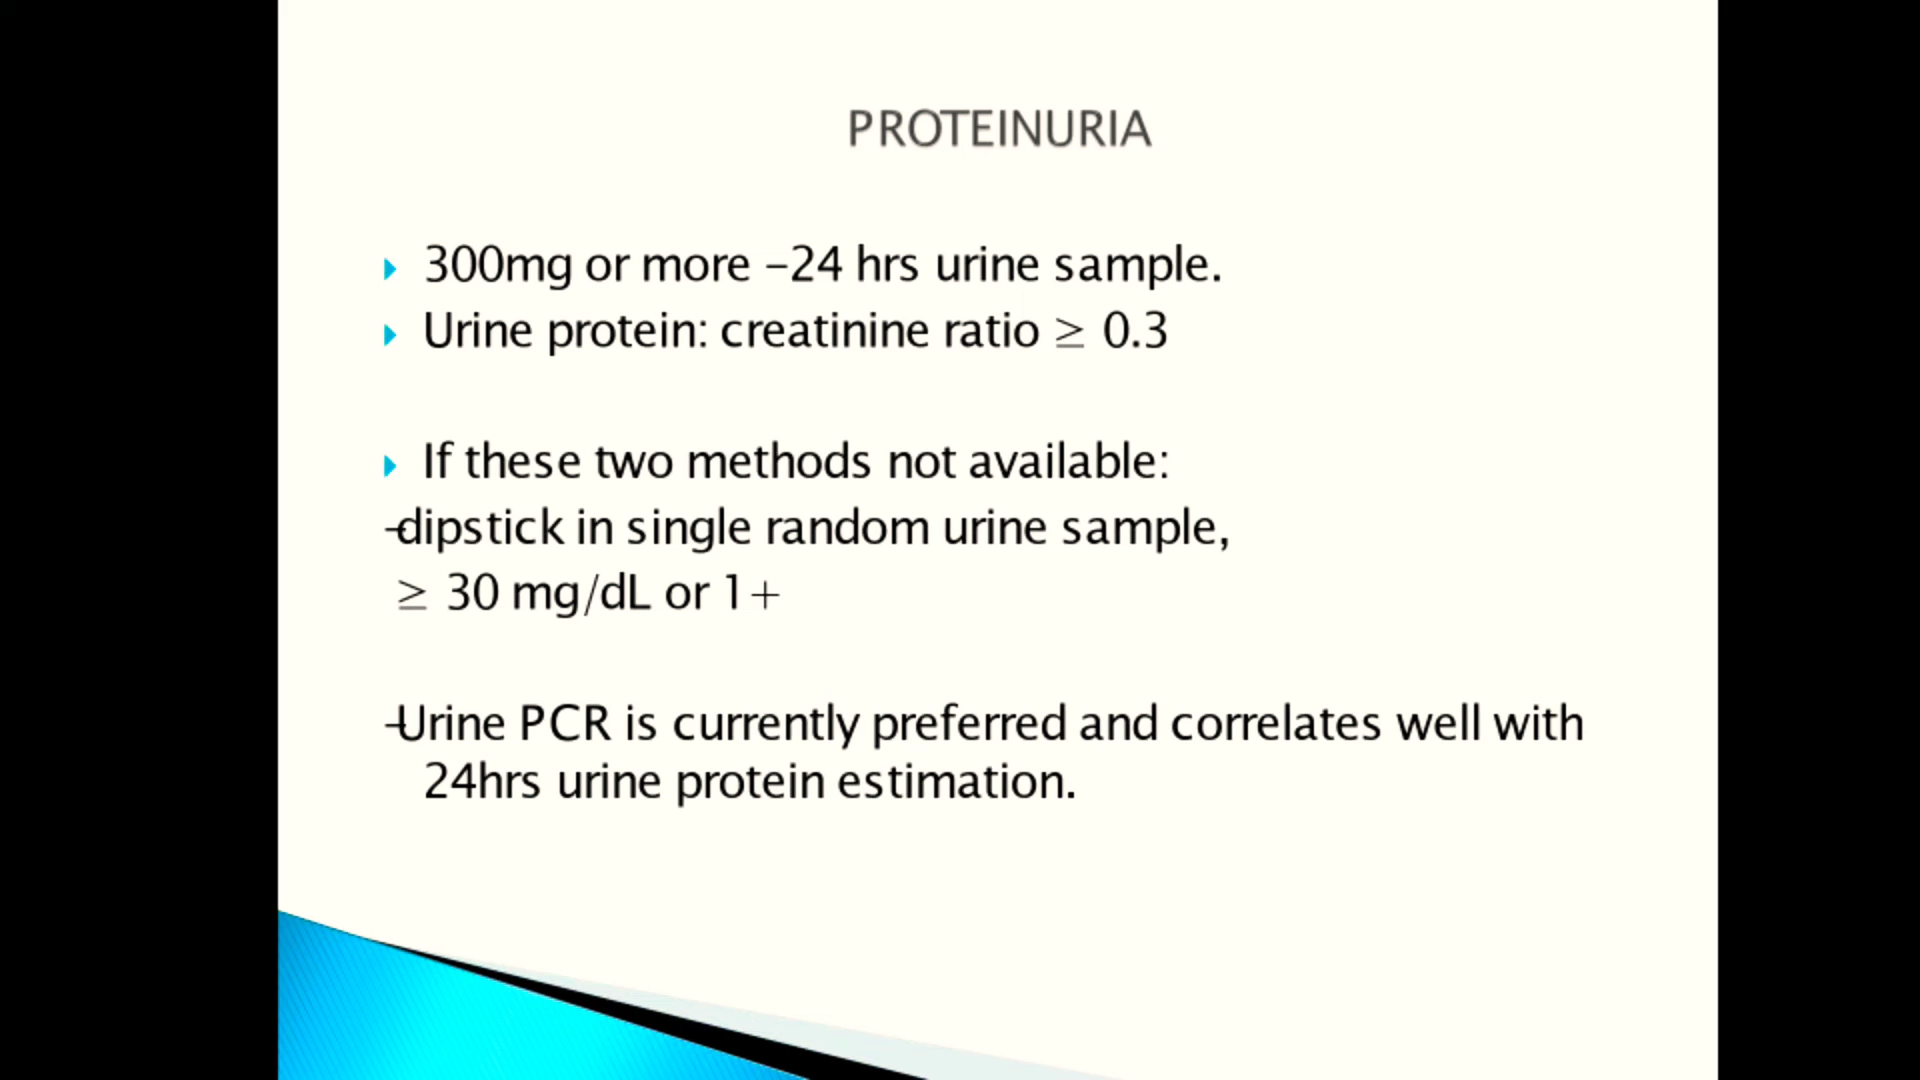 PROTEINURIA
300mg or more -24 hrs urine sample.
Urine protein: creatinine ratio ≥ 0.3
If these two methods not available:
-dipstick in single random urine sample,
≥ 30 mg/dL or 1+
-Urine PCR is currently preferred and correlates well with
24hrs urine protein estimation.